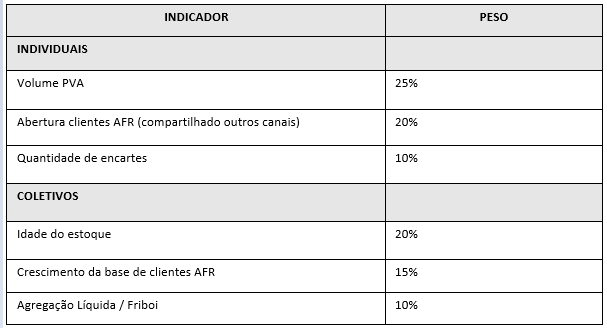 INDICADOR PESO
INDIVIDUAIS
Volume PVA 25%
Abertura clientes AFR (compartilhado outros canais) 20%
Quantidade de encartes 10%
COLETIVOS
Idade do estoque 20%
Crescimento da base de clientes AFR 15%
Agregação Líquida / Friboi 10%